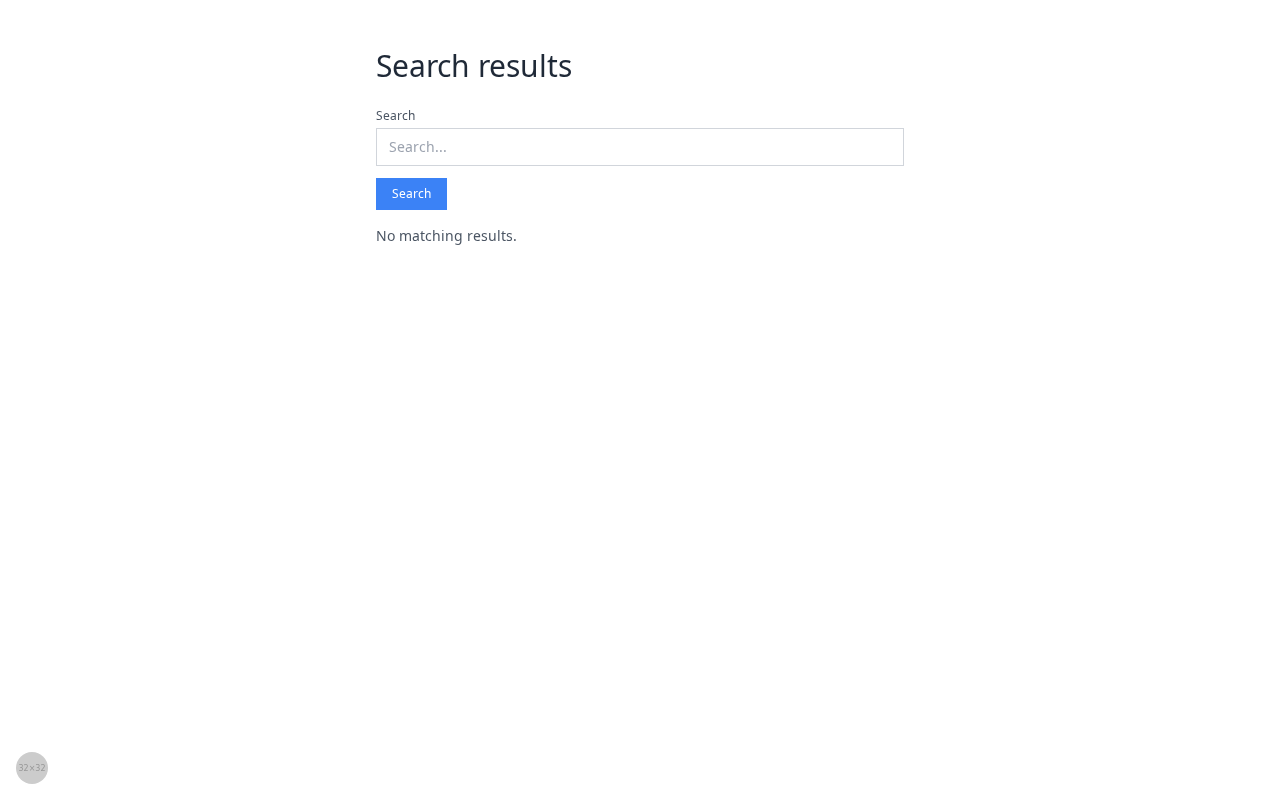 Search results
Search
Search...
Search
No matching results.
32×32